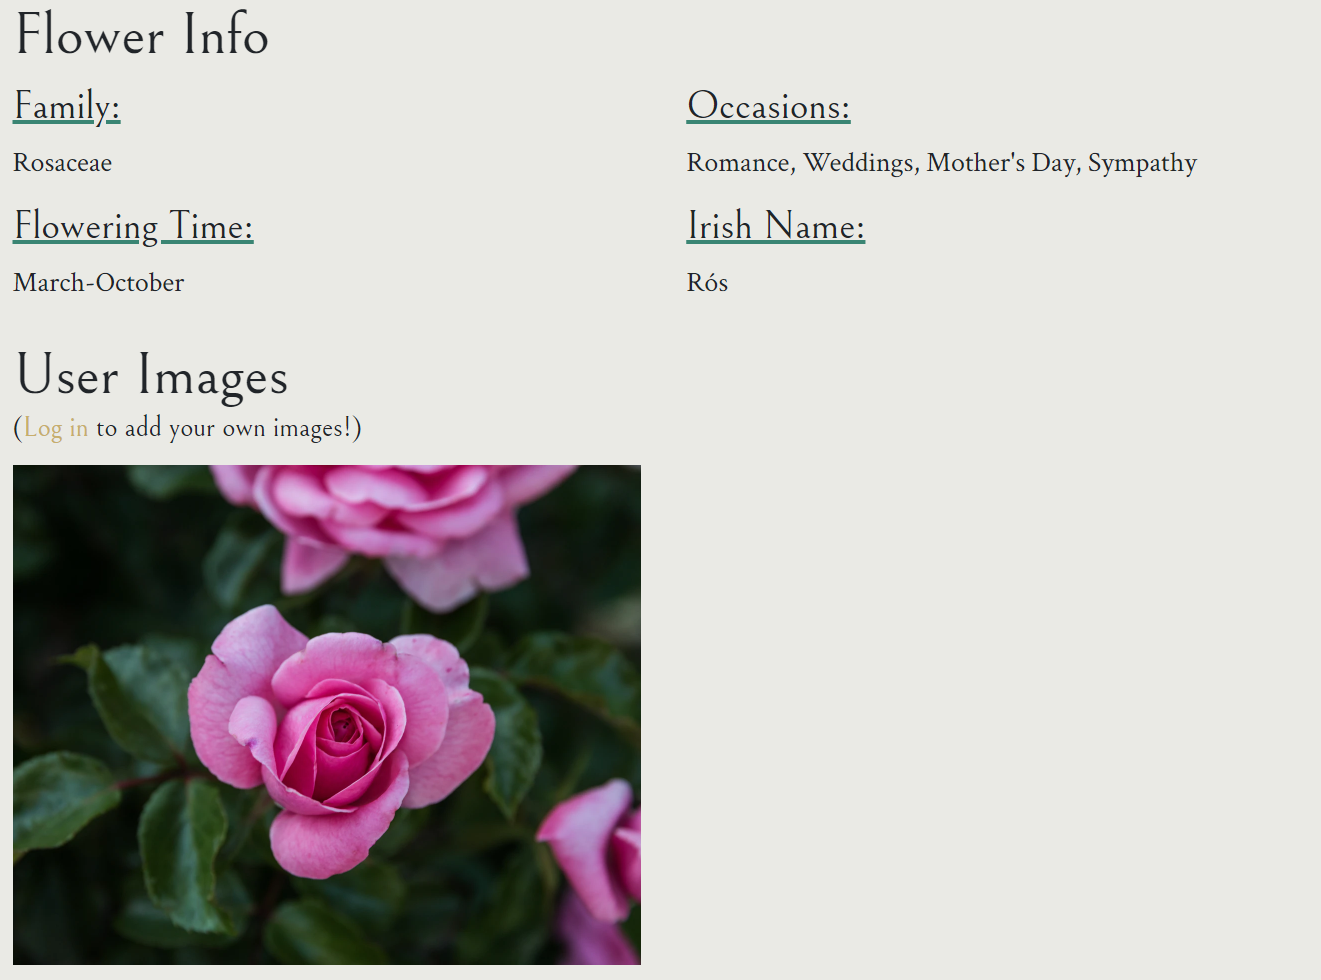 Flower Info
Family:
Rosaceae
Occasions:
Romance, Weddings, Mother's Day, Sympathy
Flowering Time:
March-October
Irish Name:
Rós
User Images
(Log in to add your own images!)